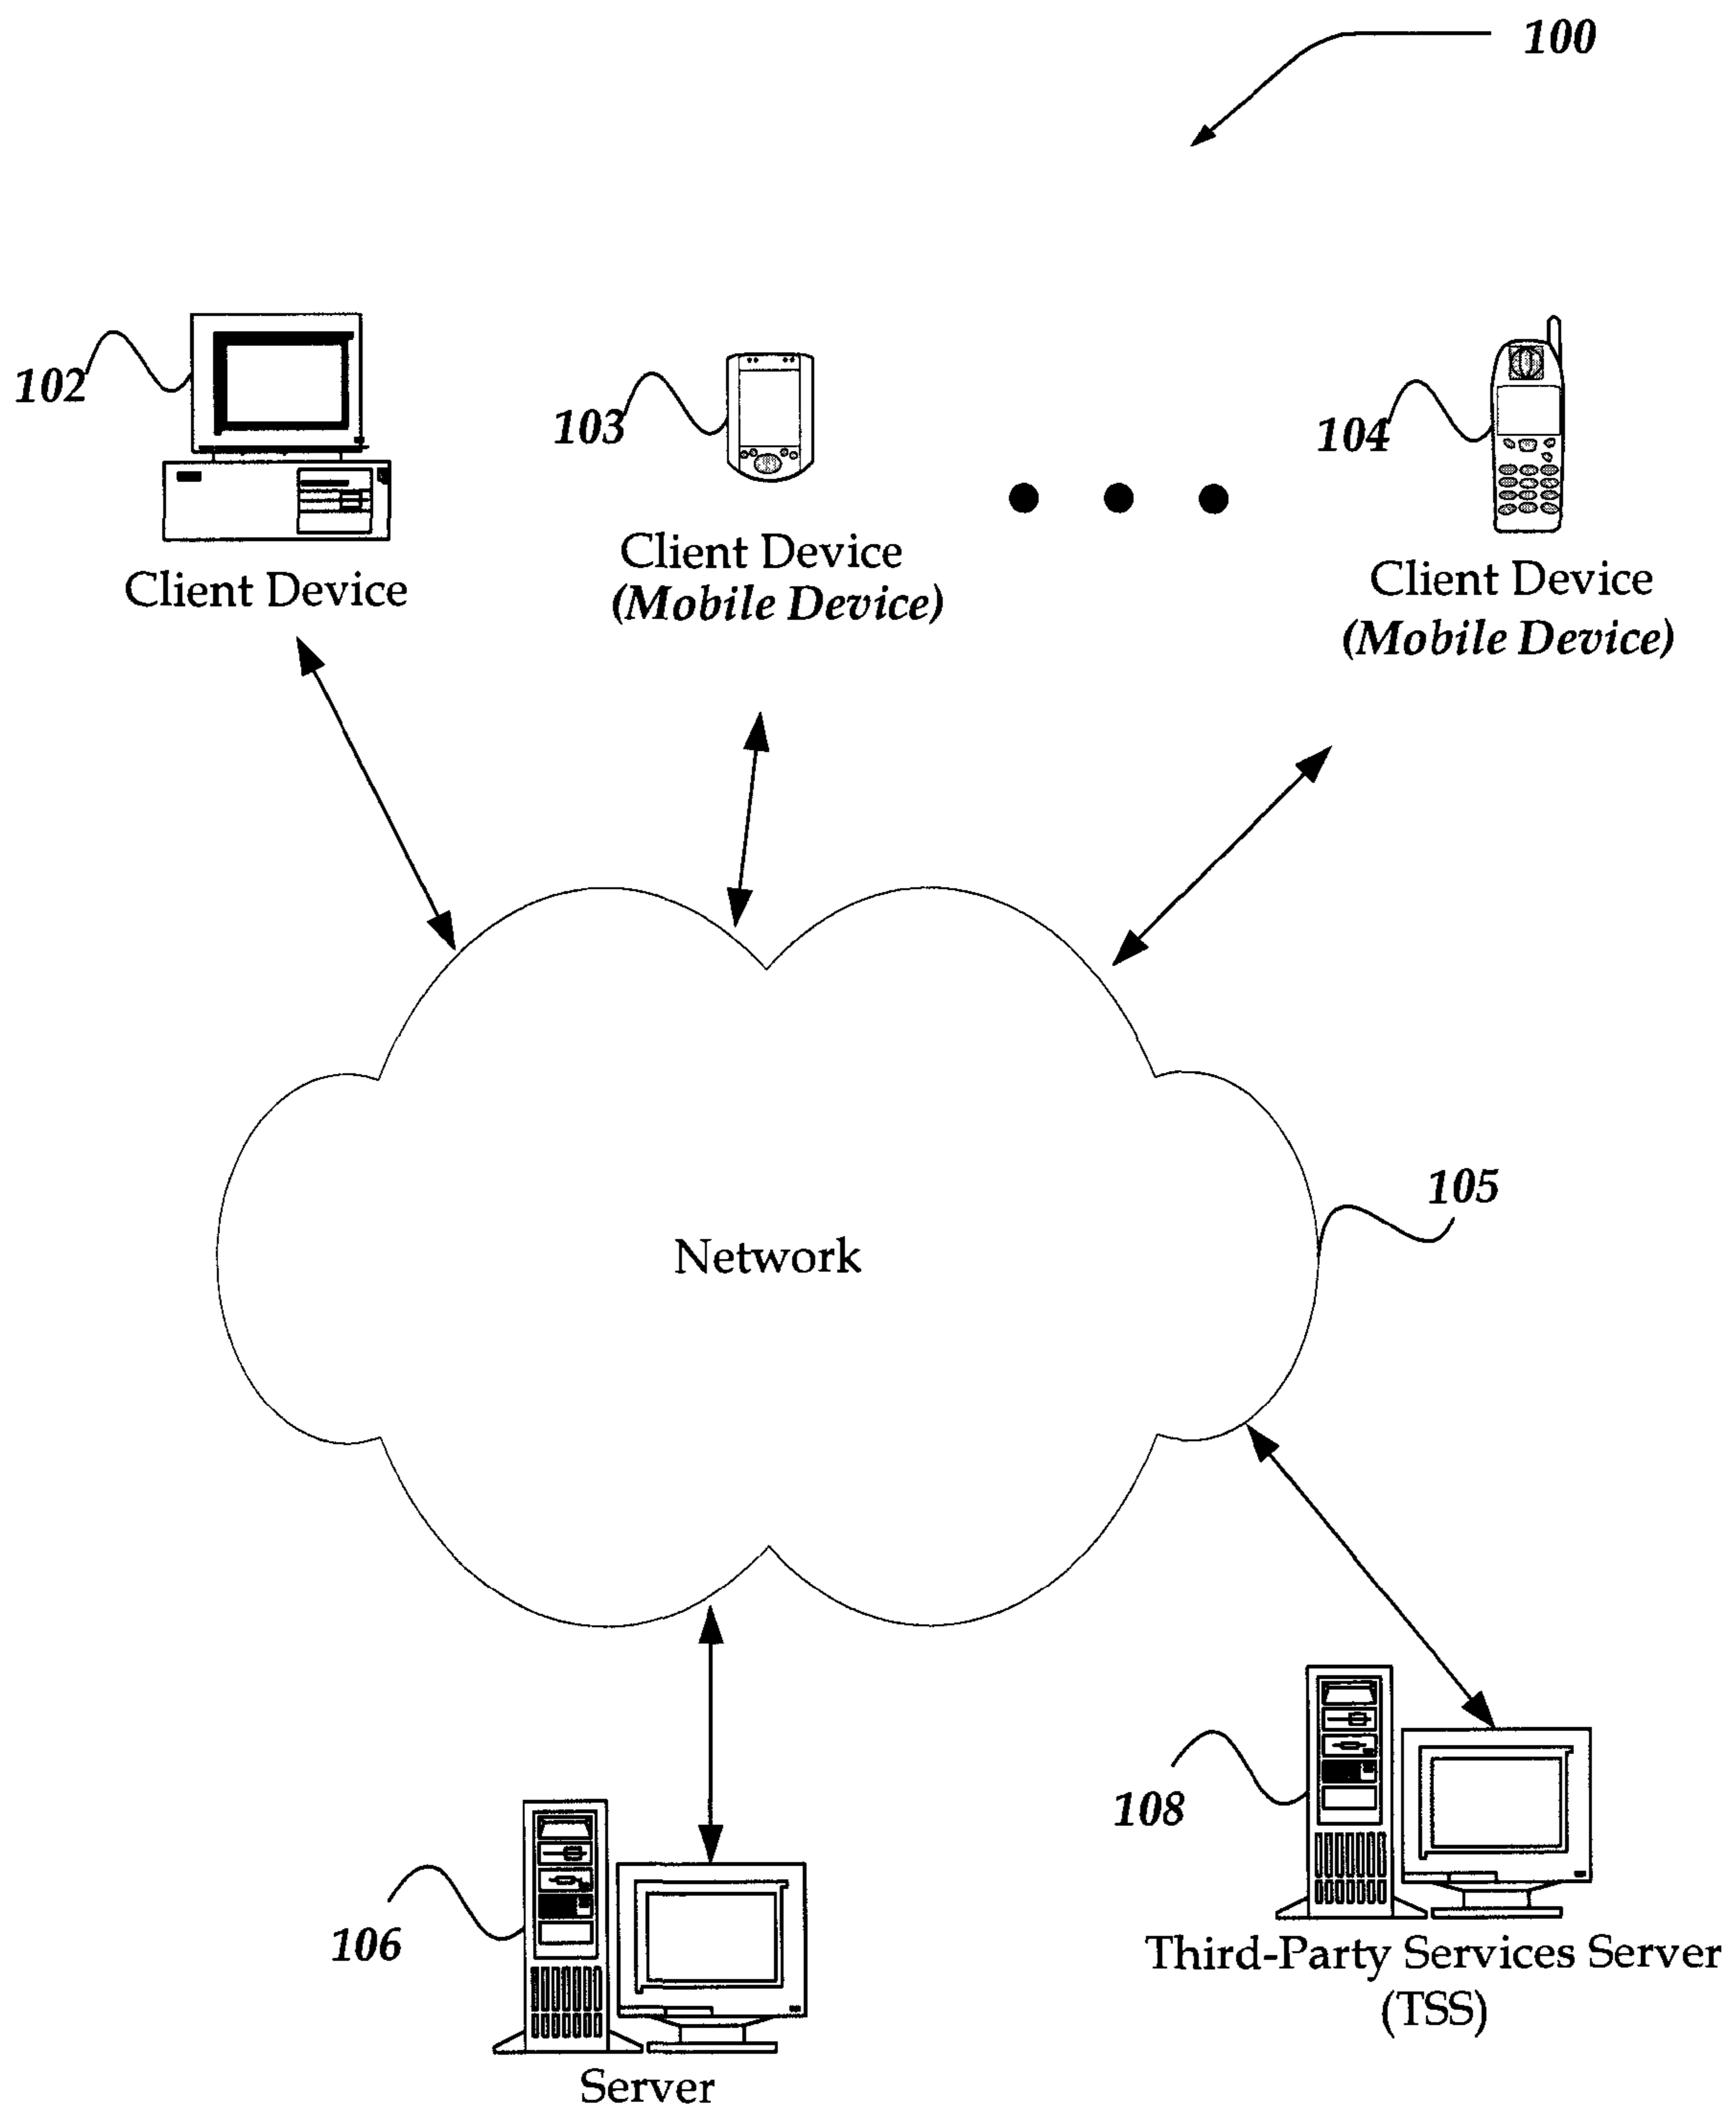 100
102
103
104
Client Device
Client Device
(Mobile Device)
Client Device
(Mobile Device)
105
Network
108
106
Third-Party Services Server
(TSS)
Server